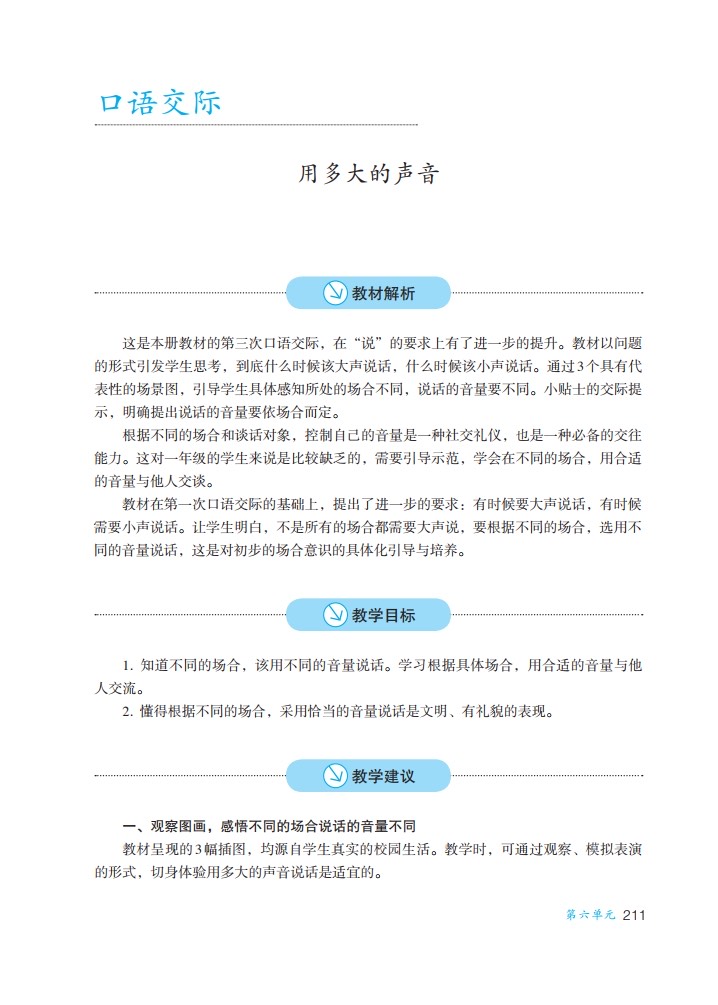 口语交际
用多大的声音
教材解析
这是本册教材的第三次口语交际，在“说”的要求上有了进一步的提升。教材以问题
的形式引发学生思考，到底什么时候该大声说话，什么时候该小声说话。通过3个具有代
表性的场景图，引导学生具体感知所处的场合不同，说话的音量要不同。小贴士的交际提
示，明确提出说话的音量要依场合而定。
根据不同的场合和谈话对象，控制自己的音量是一种社交礼仪，也是一种必备的交往
能力。这对一年级的学生来说是比较缺乏的，需要引导示范，学会在不同的场合，用合适
的音量与他人交谈。
教材在第一次口语交际的基础上，提出了进一步的要求：有时候要大声说话，有时候
需要小声说话。让学生明白，不是所有的场合都需要大声说，要根据不同的场合，选用不
同的音量说话，这是对初步的场合意识的具体化引导与培养。
教学目标
1. 知道不同的场合，该用不同的音量说话。学习根据具体场合，用合适的音量与他
人交流。
2. 懂得根据不同的场合，采用恰当的音量说话是文明、有礼貌的表现。
教学建议
一、观察图画，感悟不同的场合说话的音量不同
教材呈现的3幅插图，均源自学生真实的校园生活。教学时，可通过观察、模拟表演
的形式，切身体验用多大的声音说话是适宜的。
第六单元 211